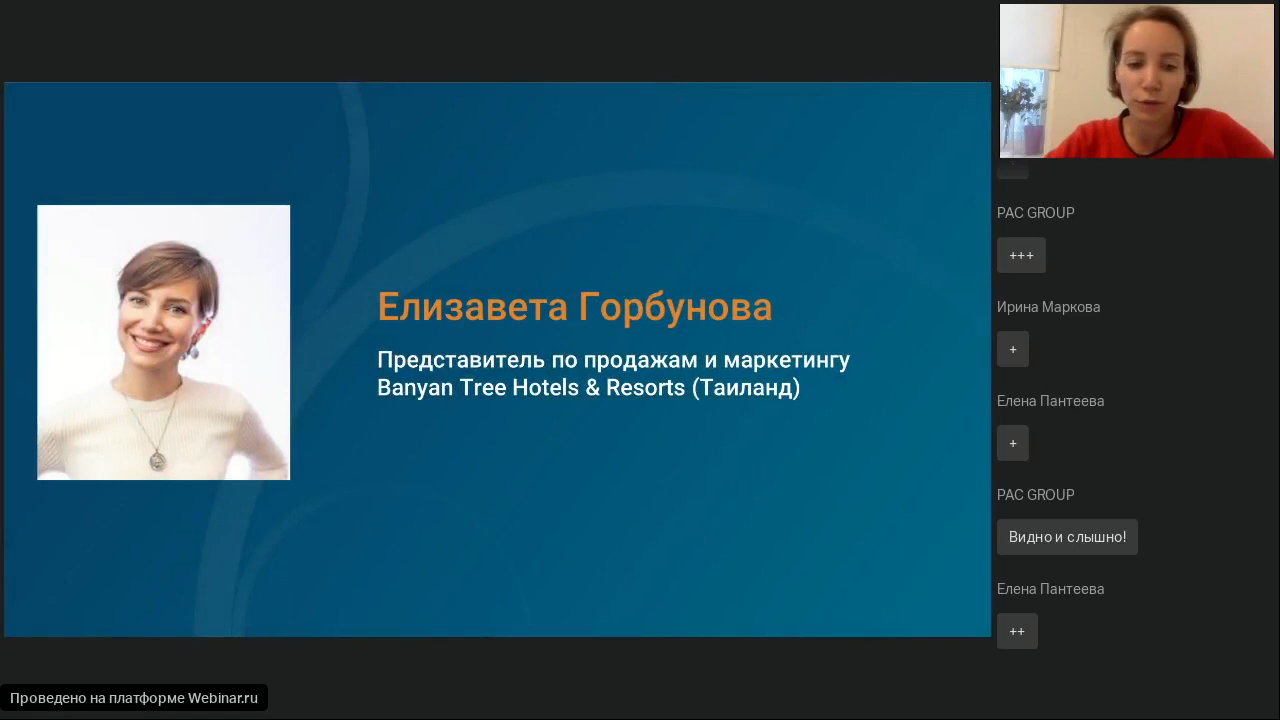 Елизавета Горбунова
Представитель по продажам и маркетингу
Banyan Tree Hotels & Resorts (Таиланд)
PAC GROUP
+++
Ирина Маркова
+
Елена Пантеева
+
PAC GROUP
Видно и слышно!
Елена Пантеева
++
Проведено на платформе Webinar.ru